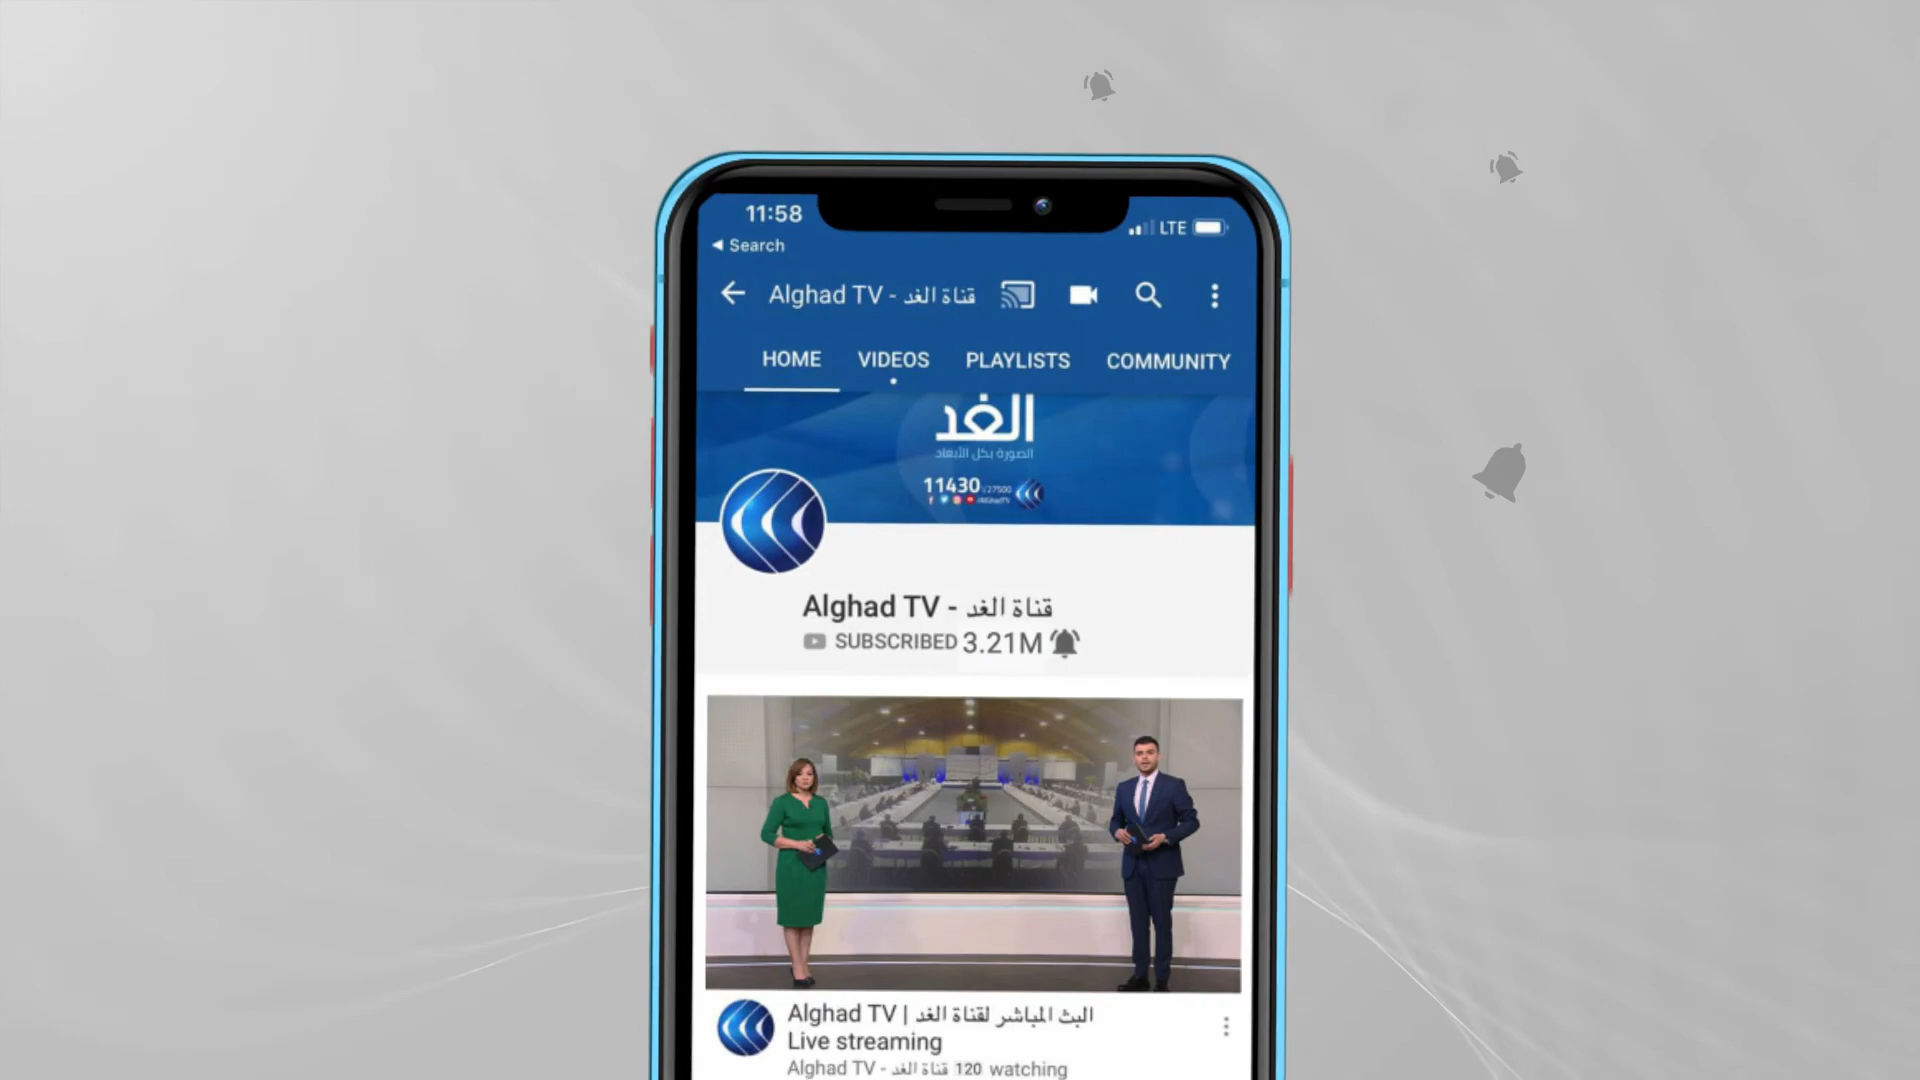 11:58
LTE
◀ Search
Alghad TV - قناة الغد
HOME VIDEOS PLAYLISTS COMMUNITY
الغد
الصورة بكل الأبعاد
11430 V27500
/AlGhadTV
Alghad TV - قناة الغد
SUBSCRIBED 3.21M
Alghad TV | البث المباشر لقناة الغد
Live streaming
Alghad TV - قناة الغد 120 watching